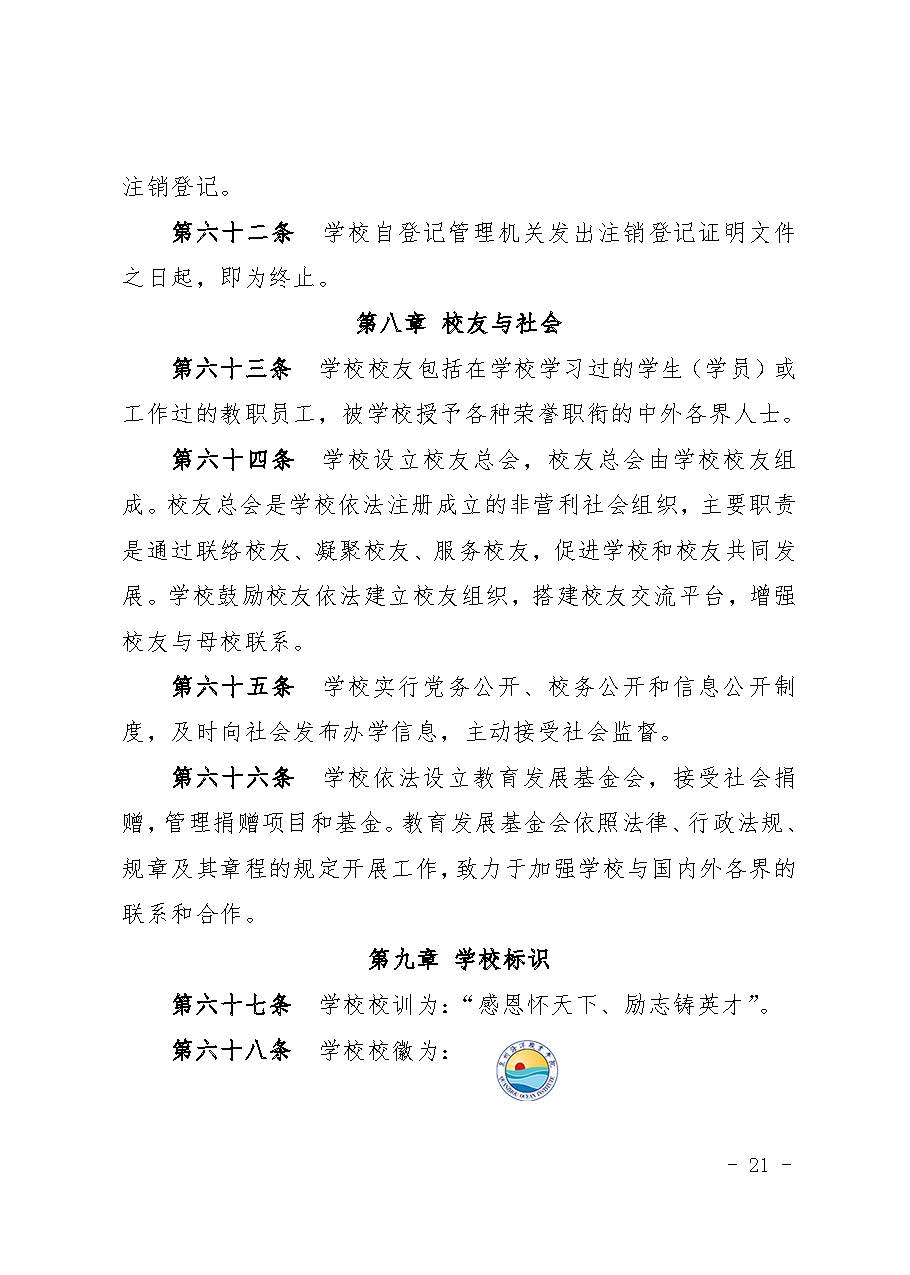 注销登记。
第六十二条 学校自登记管理机关发出注销登记证明文件
之日起，即为终止。
第八章 校友与社会
第六十三条 学校校友包括在学校学习过的学生（学员）或
工作过的教职员工，被学校授予各种荣誉职衔的中外各界人士。
第六十四条 学校设立校友总会，校友总会由学校校友组
成。校友总会是学校依法注册成立的非营利社会组织，主要职责
是通过联络校友、凝聚校友、服务校友，促进学校和校友共同发
展。学校鼓励校友依法建立校友组织，搭建校友交流平台，增强
校友与母校联系。
第六十五条 学校实行党务公开、校务公开和信息公开制
度，及时向社会发布办学信息，主动接受社会监督。
第六十六条 学校依法设立教育发展基金会，接受社会捐
赠，管理捐赠项目和基金。教育发展基金会依照法律、行政法规、
规章及其章程的规定开展工作，致力于加强学校与国内外各界的
联系和合作。
第九章 学校标识
第六十七条 学校校训为：“感恩怀天下、励志铸英才”。
第六十八条 学校校徽为：
QUANZHOU OCEAN INSTITUTE
- 21 -